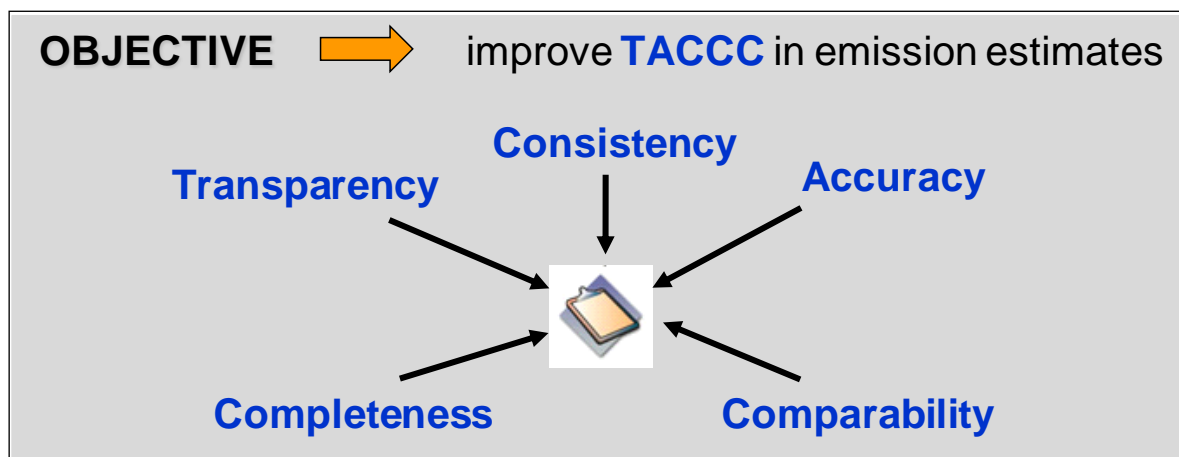 OBJECTIVE improve TACCC in emission estimates
Consistency
Transparency
Accuracy
Completeness
Comparability